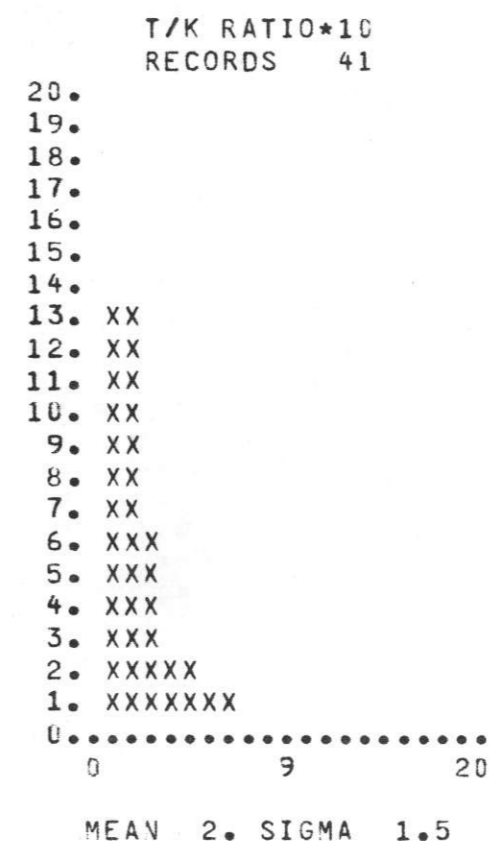 T/K RATIO*10
RECORDS 41
20.
19.
18.
17.
16.
15.
14.
13. XX
12. XX
11. XX
10. XX
9. XX
8. XX
7. XX
6. XXX
5. XXX
4. XXX
3. XXX
2. XXXXX
1. XXXXXXX
0......................
0 9 20
MEAN 2. SIGMA 1.5